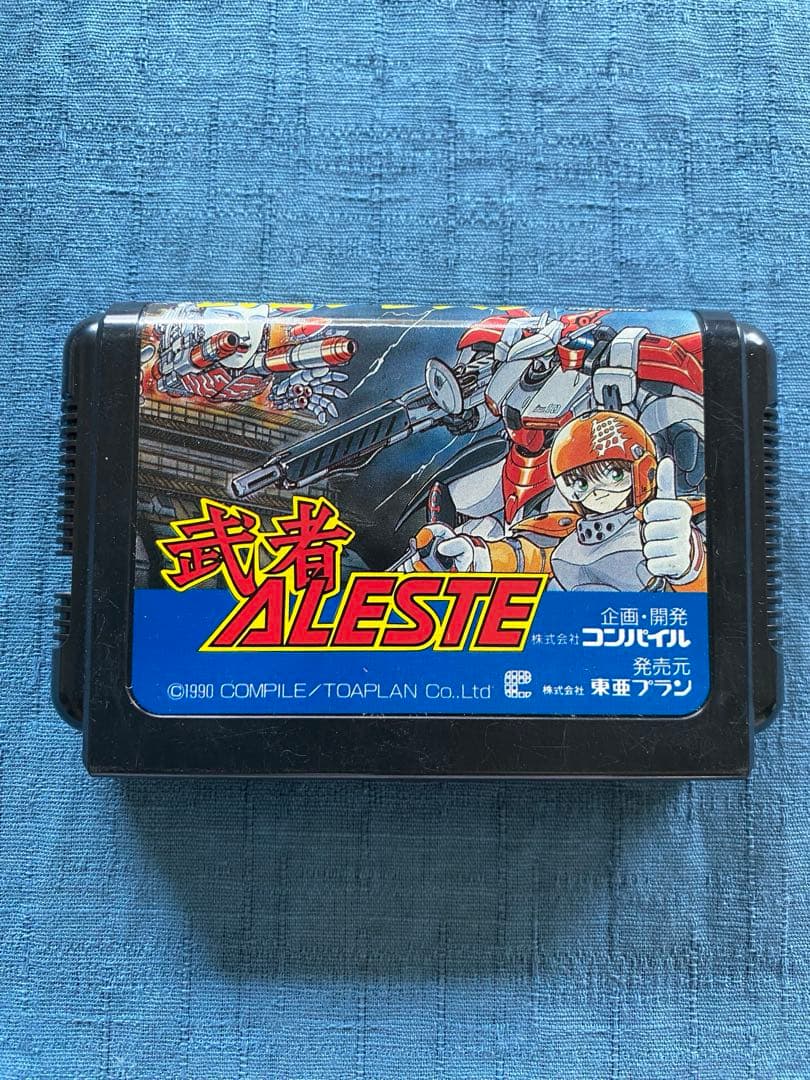 武者
ALESTE
企画・開発
株式会社 コンパイル
発売元
©1990 COMPILE/TOAPLAN Co.,Ltd 株式会社 東亜プラン